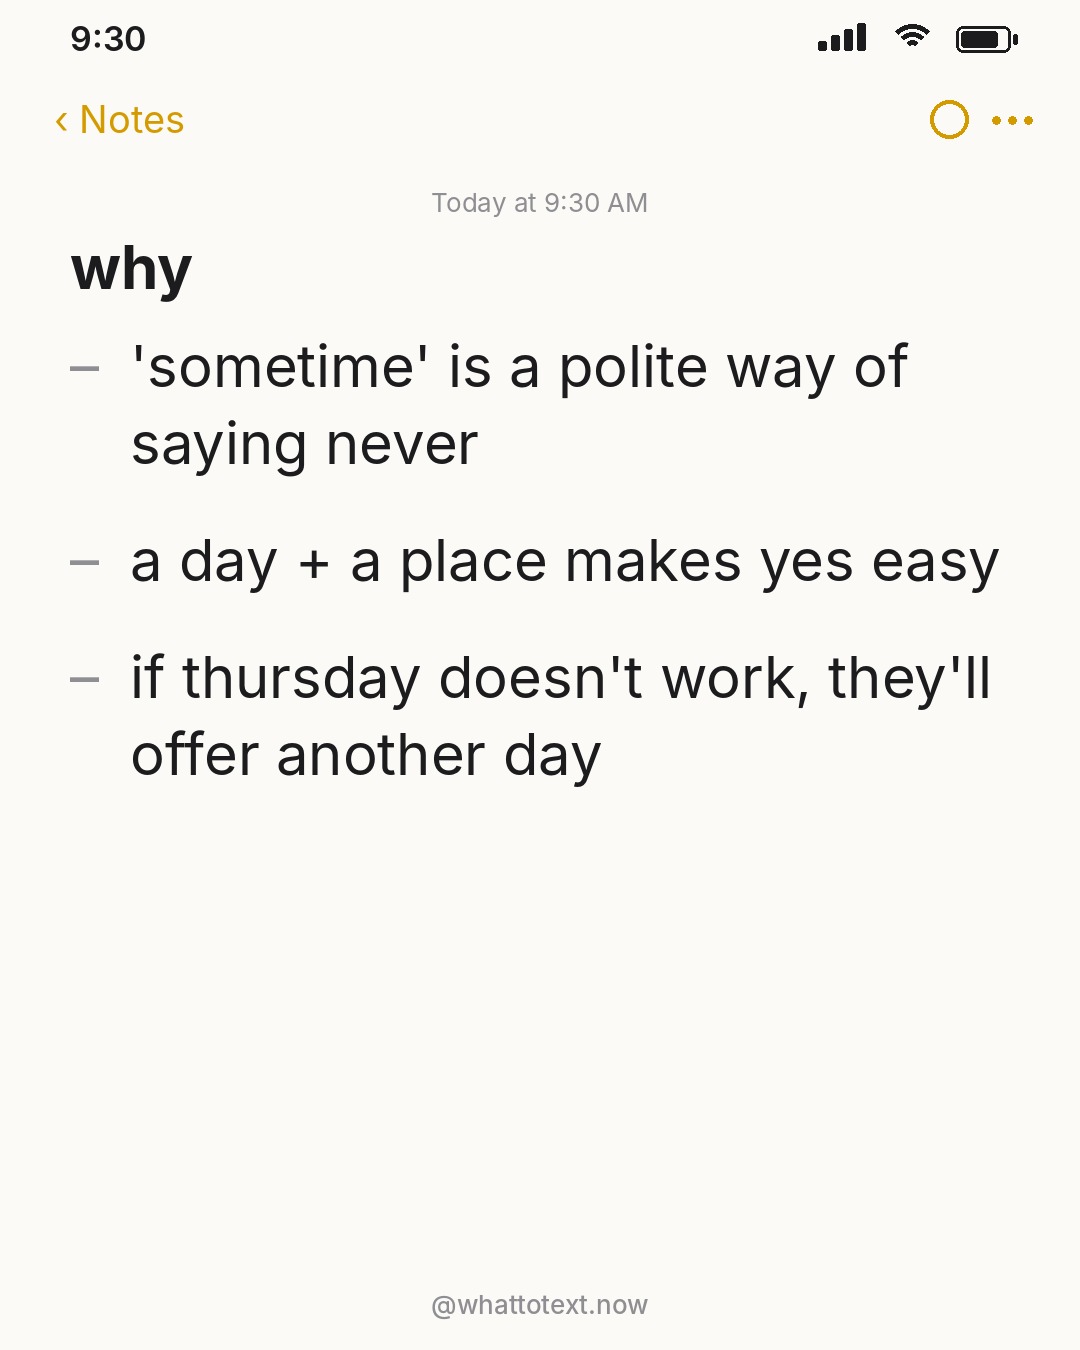 9:30
‹ Notes
Today at 9:30 AM
why
– 'sometime' is a polite way of
saying never
– a day + a place makes yes easy
– if thursday doesn't work, they'll
offer another day
@whattotext.now